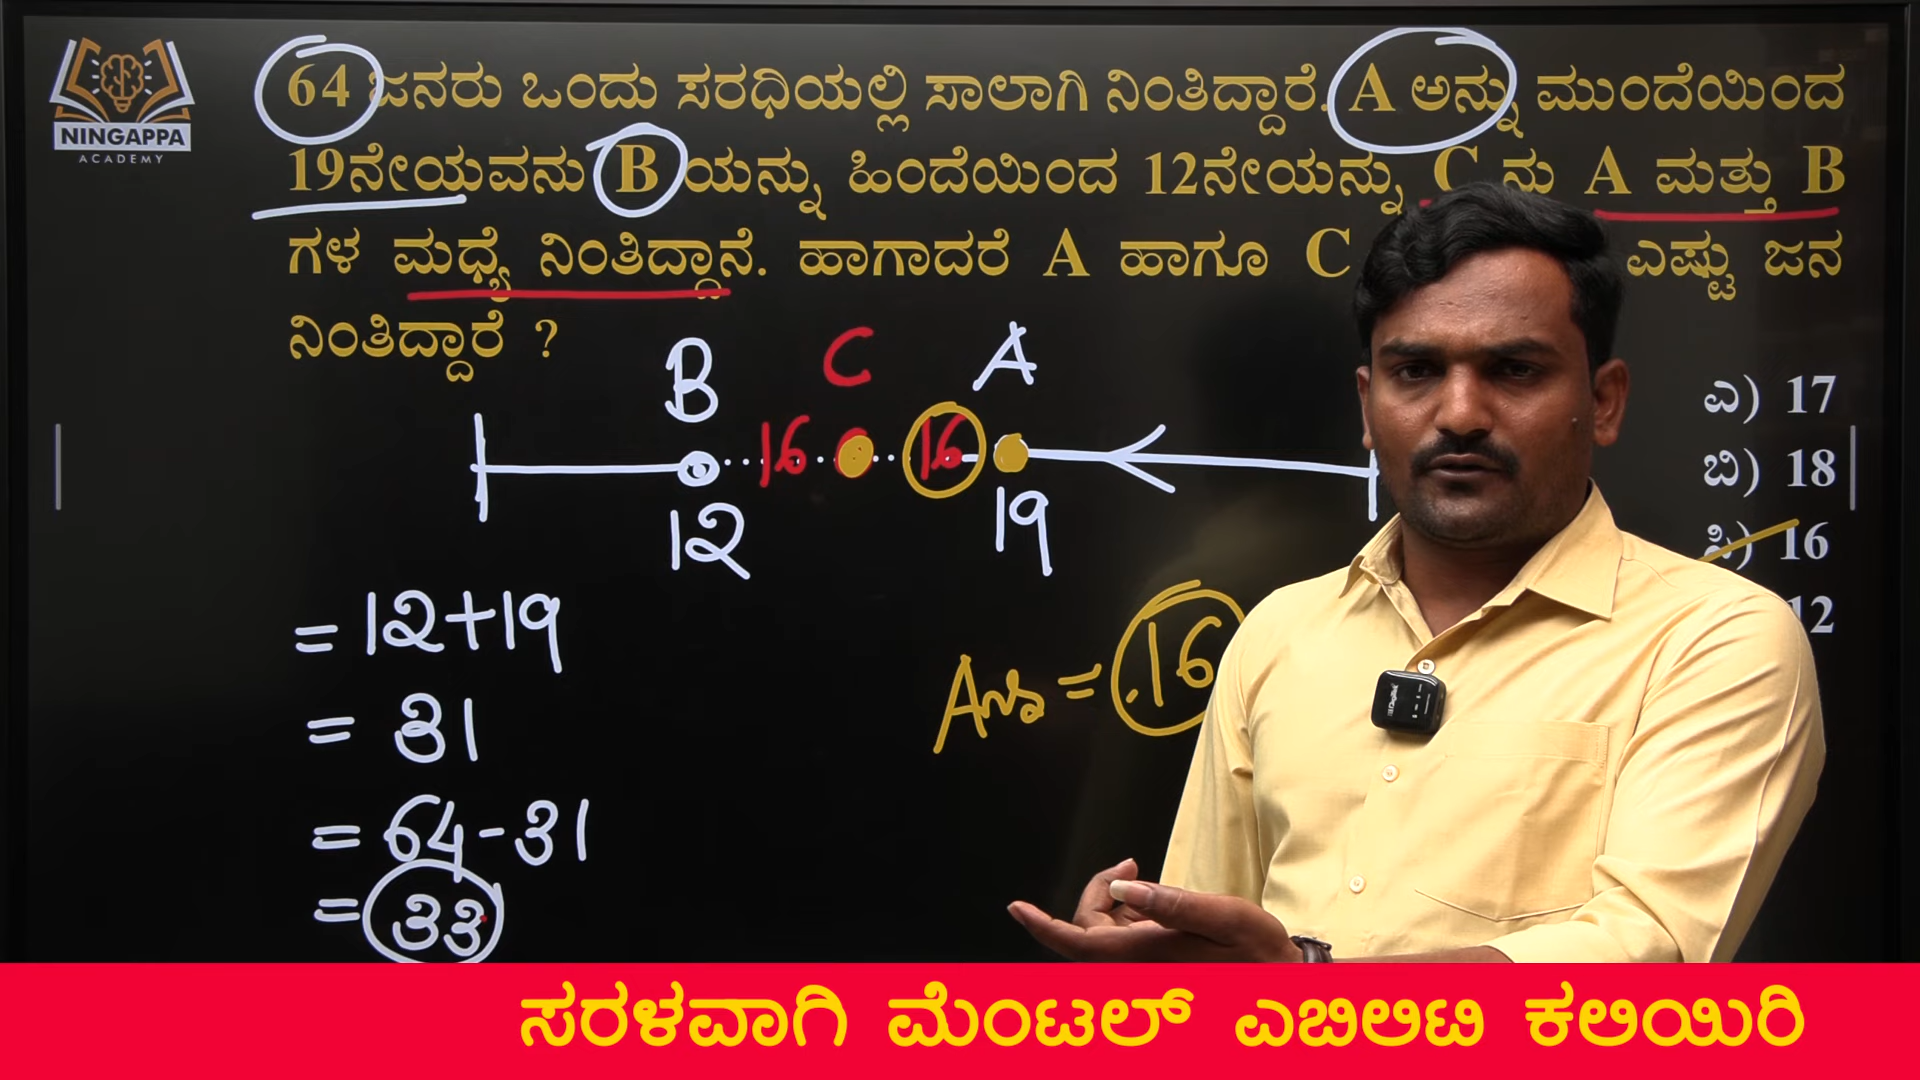 NINGAPPA
ACADEMY
64 ಜನರು ಒಂದು ಸರಧಿಯಲ್ಲಿ ಸಾಲಾಗಿ ನಿಂತಿದ್ದಾರೆ. A ಅನ್ನು ಮುಂದೆಯಿಂದ
19ನೇಯವನು B ಯನ್ನು ಹಿಂದೆಯಿಂದ 12ನೇಯನ್ನು C ನು A ಮತ್ತು B
ಗಳ ಮಧ್ಯೆ ನಿಂತಿದ್ದಾನೆ. ಹಾಗಾದರೆ A ಹಾಗೂ C ಎಷ್ಟು ಜನ
ನಿಂತಿದ್ದಾರೆ ?
B C A
16 16
12 19
ಎ) 17
ಬಿ) 18
ಸಿ) 16
12
= 12+19
= 31
= 64-31
= 33
Ans = 16
ಸರಳವಾಗಿ ಮೆಂಟಲ್ ಎಬಿಲಿಟಿ ಕಲಿಯಿರಿ